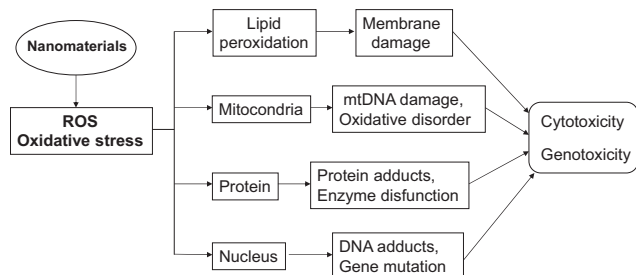 Nanomaterials
ROS
Oxidative stress
Lipid
peroxidation
Membrane
damage
Mitocondria
mtDNA damage,
Oxidative disorder
Protein
Protein adducts,
Enzyme disfunction
Nucleus
DNA adducts,
Gene mutation
Cytotoxicity
Genotoxicity